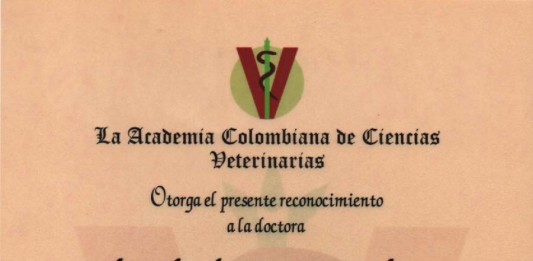 La Academia Colombiana de Ciencias
Veterinarias
Otorga el presente reconocimiento
a la doctora